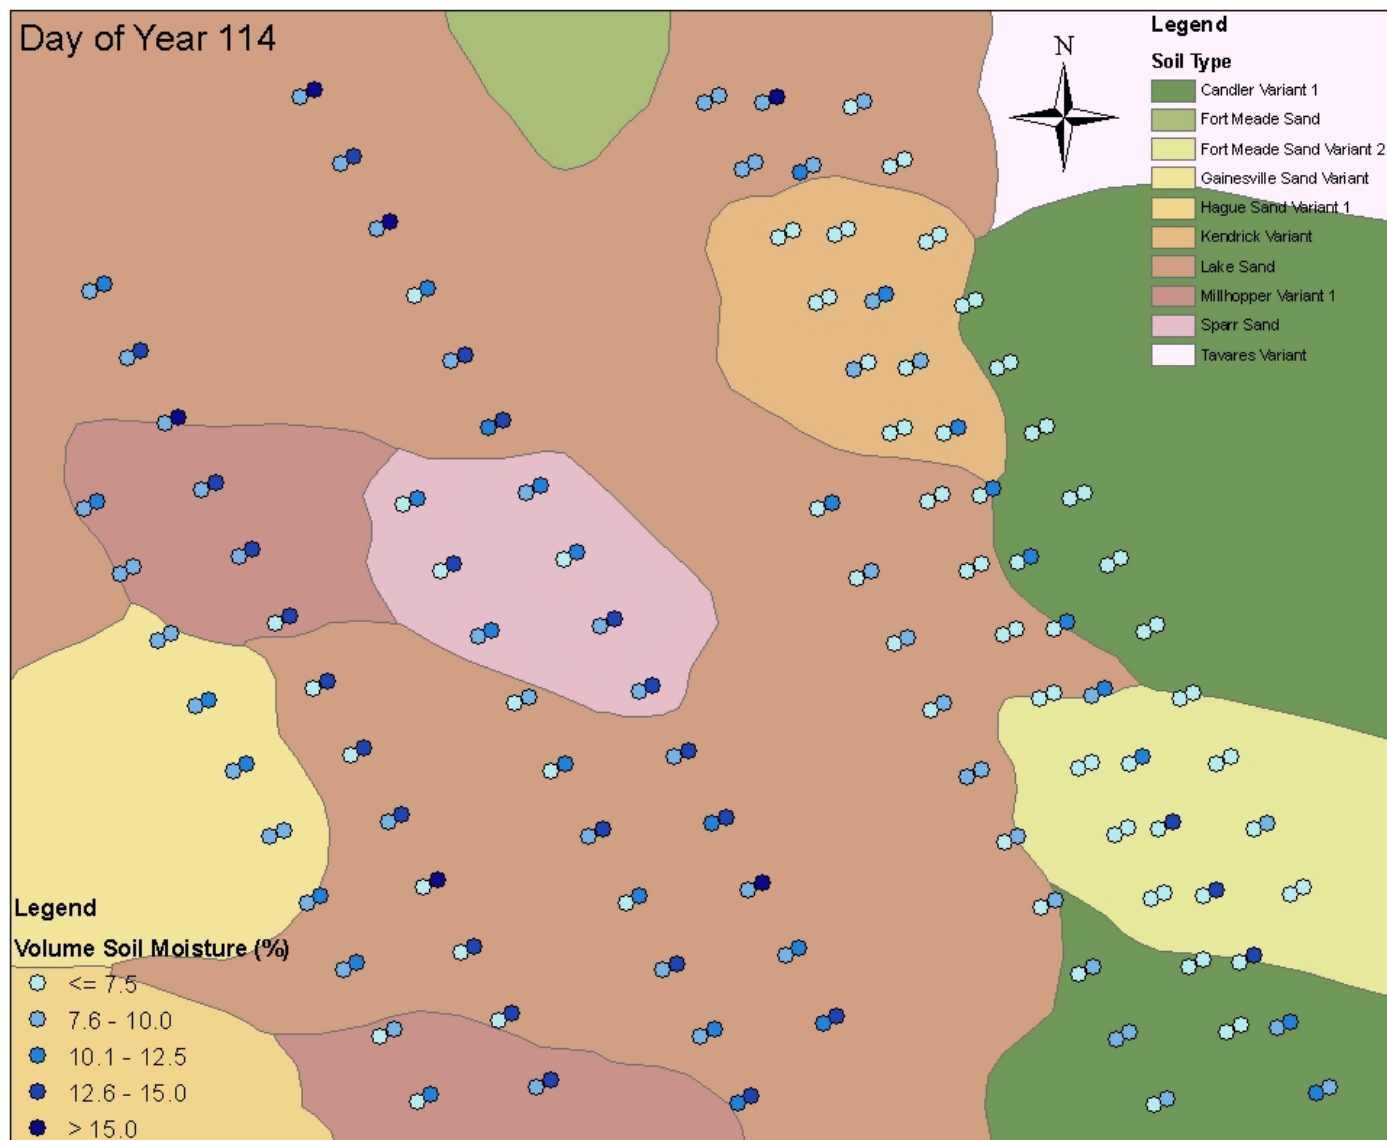 Day of Year 114
N
Legend
Soil Type
Candler Variant 1
Fort Meade Sand
Fort Meade Sand Variant 2
Gainesville Sand Variant
Hague Sand Variant 1
Kendrick Variant
Lake Sand
Millhopper Variant 1
Sparr Sand
Tavares Variant
Legend
Volume Soil Moisture (%)
<= 7.5
7.6 - 10.0
10.1 - 12.5
12.6 - 15.0
> 15.0